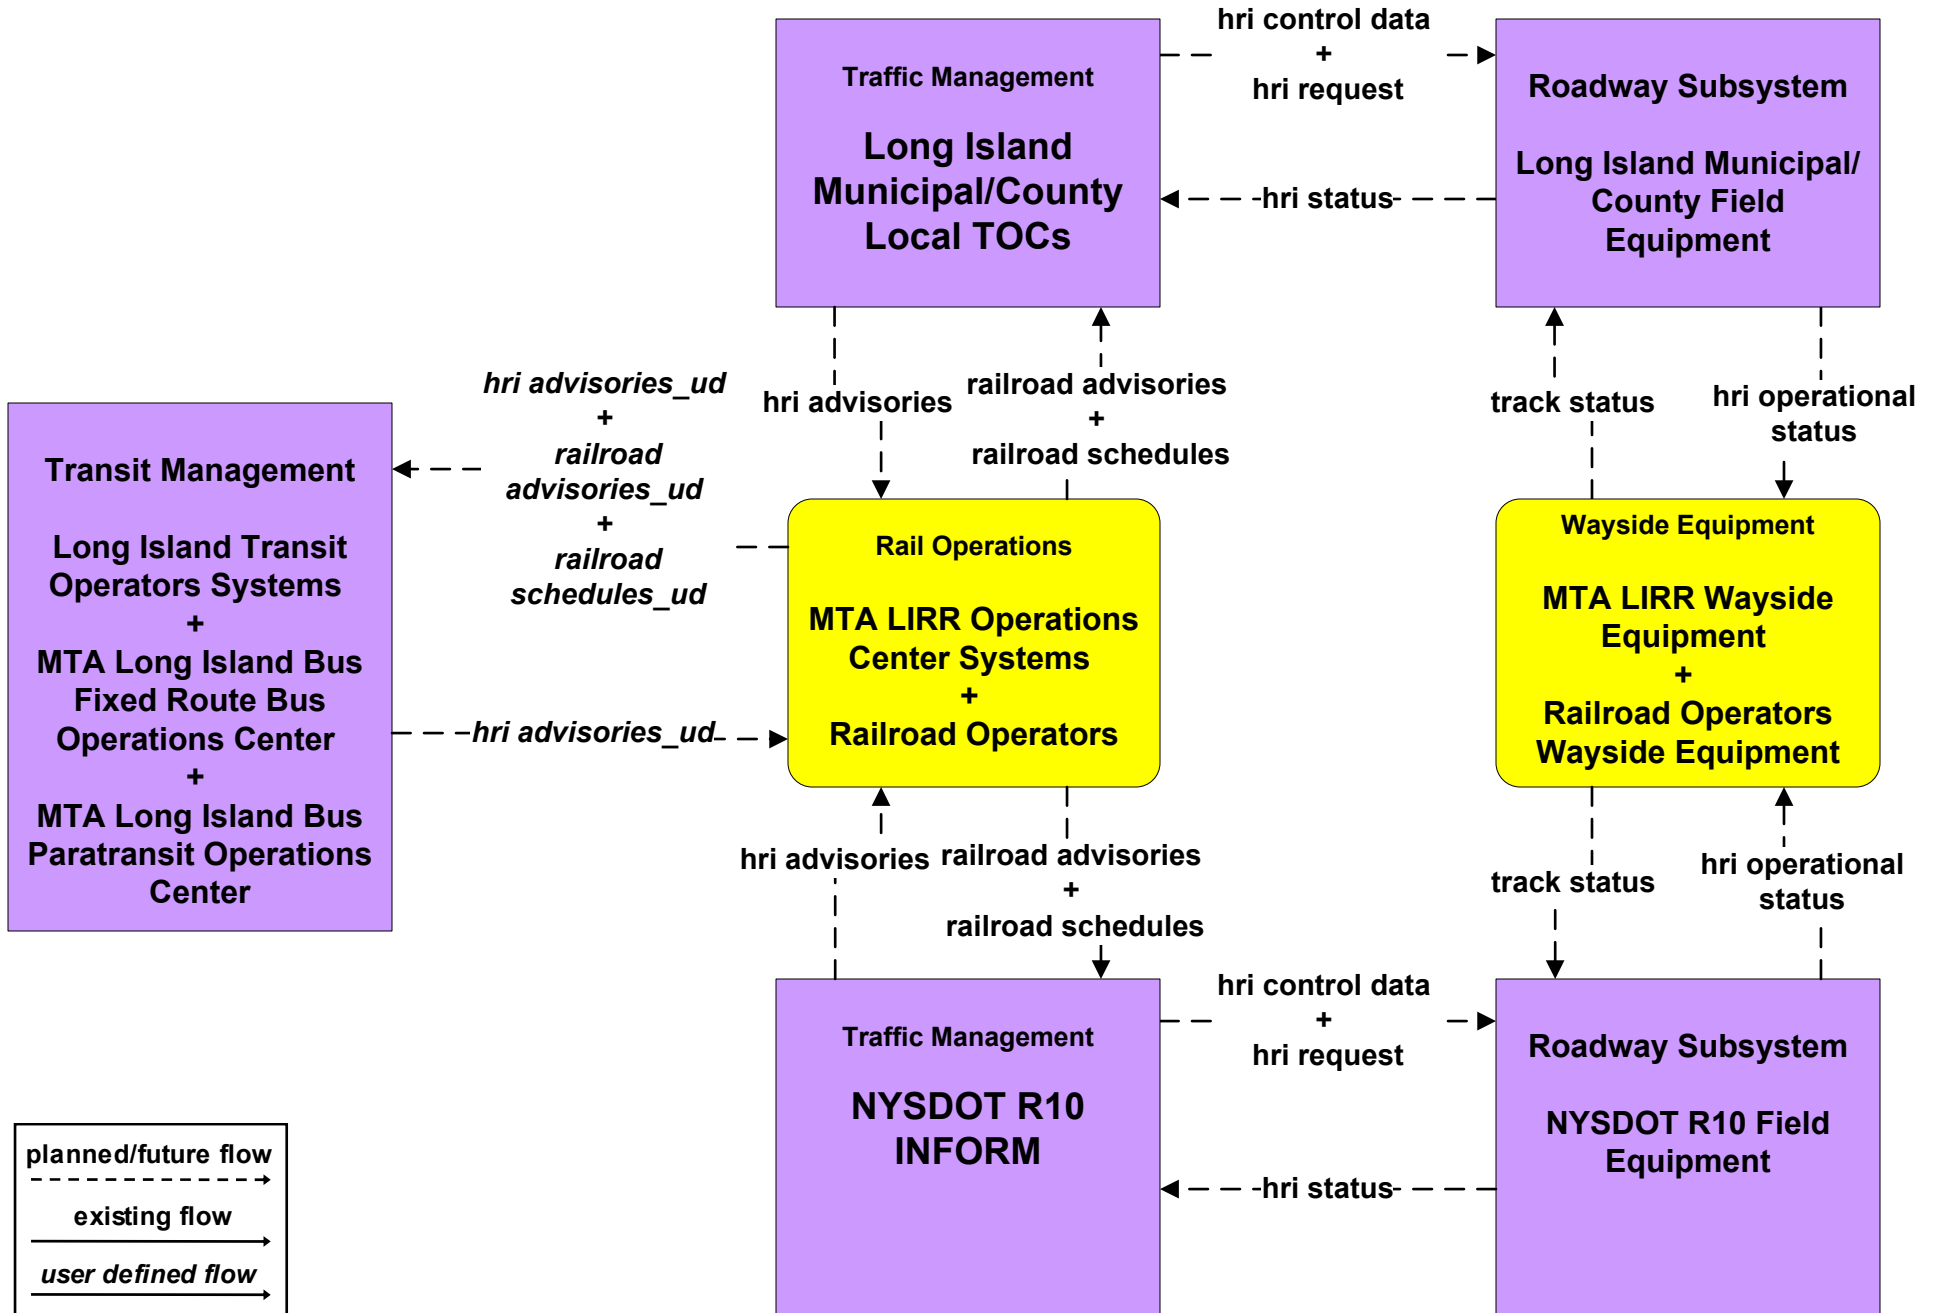 hri control data
+
hri request
Traffic Management
Long Island
Municipal/County
Local TOCs
Roadway Subsystem
Long Island Municipal/
County Field
Equipment
hri status
hri advisories_ud
+
railroad
advisories_ud
+
railroad
schedules_ud
hri advisories
railroad advisories
+
railroad schedules
track status
hri operational
status
Transit Management
Long Island Transit
Operators Systems
+
MTA Long Island Bus
Fixed Route Bus
Operations Center
+
MTA Long Island Bus
Paratransit Operations
Center
Rail Operations
MTA LIRR Operations
Center Systems
+
Railroad Operators
Wayside Equipment
MTA LIRR Wayside
Equipment
+
Railroad Operators
Wayside Equipment
hri advisories_ud
hri advisories
railroad advisories
+
railroad schedules
track status
hri operational
status
Traffic Management
NYSDOT R10
INFORM
hri control data
+
hri request
Roadway Subsystem
NYSDOT R10 Field
Equipment
hri status
planned/future flow
existing flow
user defined flow